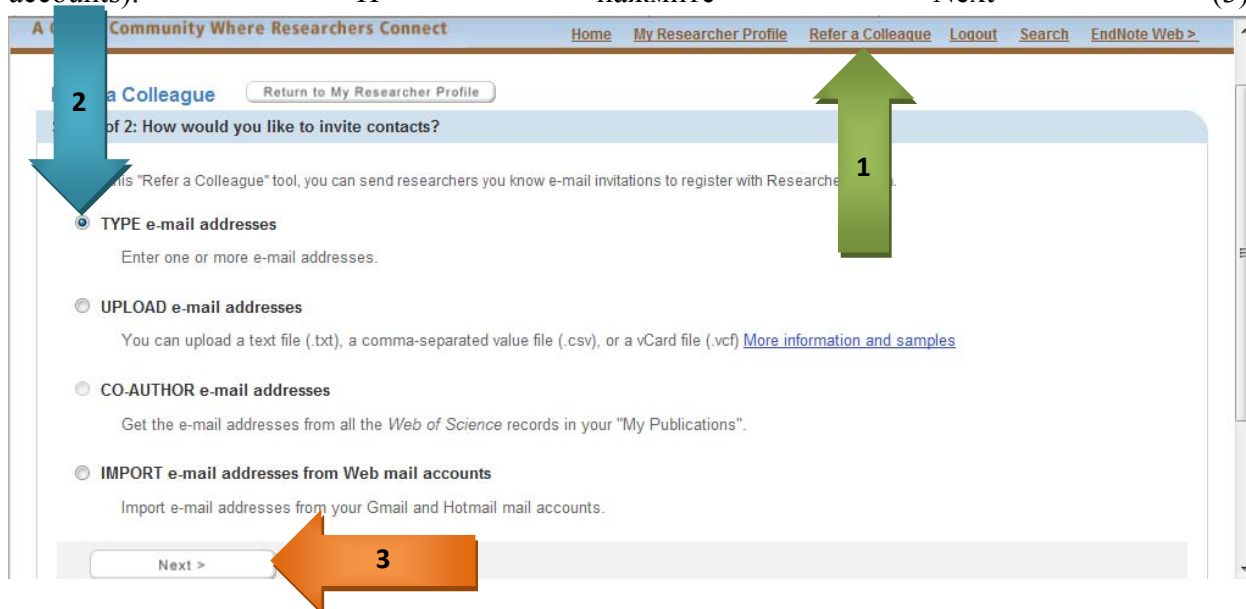 accounts). И нажмите Next (3)
A Community Where Researchers Connect
Home My Researcher Profile Refer a Colleague Logout Search EndNote Web >
2 a Colleague Return to My Researcher Profile
of 2: How would you like to invite contacts?
1
his "Refer a Colleague" tool, you can send researchers you know e-mail invitations to register with Researche
TYPE e-mail addresses
Enter one or more e-mail addresses.
UPLOAD e-mail addresses
You can upload a text file (.txt), a comma-separated value file (.csv), or a vCard file (.vcf) More information and samples
CO-AUTHOR e-mail addresses
Get the e-mail addresses from all the Web of Science records in your "My Publications".
IMPORT e-mail addresses from Web mail accounts
Import e-mail addresses from your Gmail and Hotmail mail accounts.
Next > 3